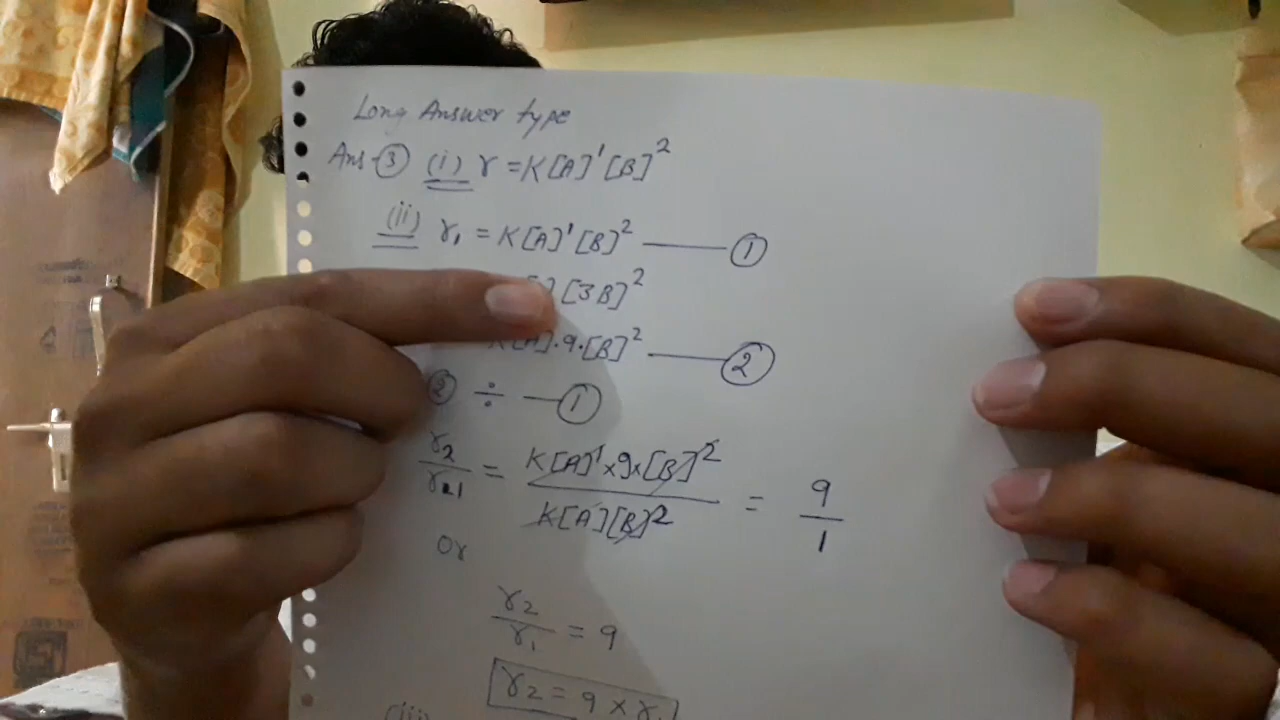 Long Answer type
Ans-③ (i) r = K[A]¹[B]²
(ii) r₁ = K[A]¹[B]² —— ①
[3B]²
K[A].9.[B]² —— ②
② ÷ — ①
r₂/r₁ = K[A]¹×9×[B]²/K[A][B]² = 9/1
Or
r₂/r₁ = 9
r₂ = 9 × r₁
(iii)